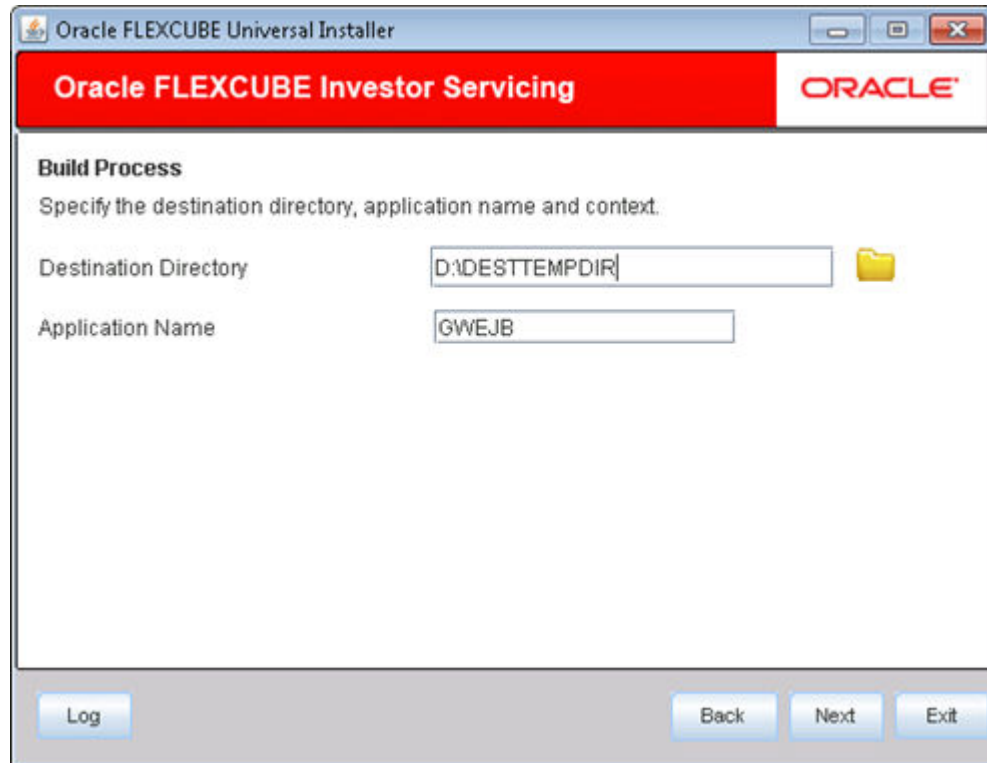 Oracle FLEXCUBE Universal Installer
Oracle FLEXCUBE Investor Servicing
ORACLE
Build Process
Specify the destination directory, application name and context.
Destination Directory D:\DESTTEMPDIR
Application Name GWEJB
Log Back Next Exit